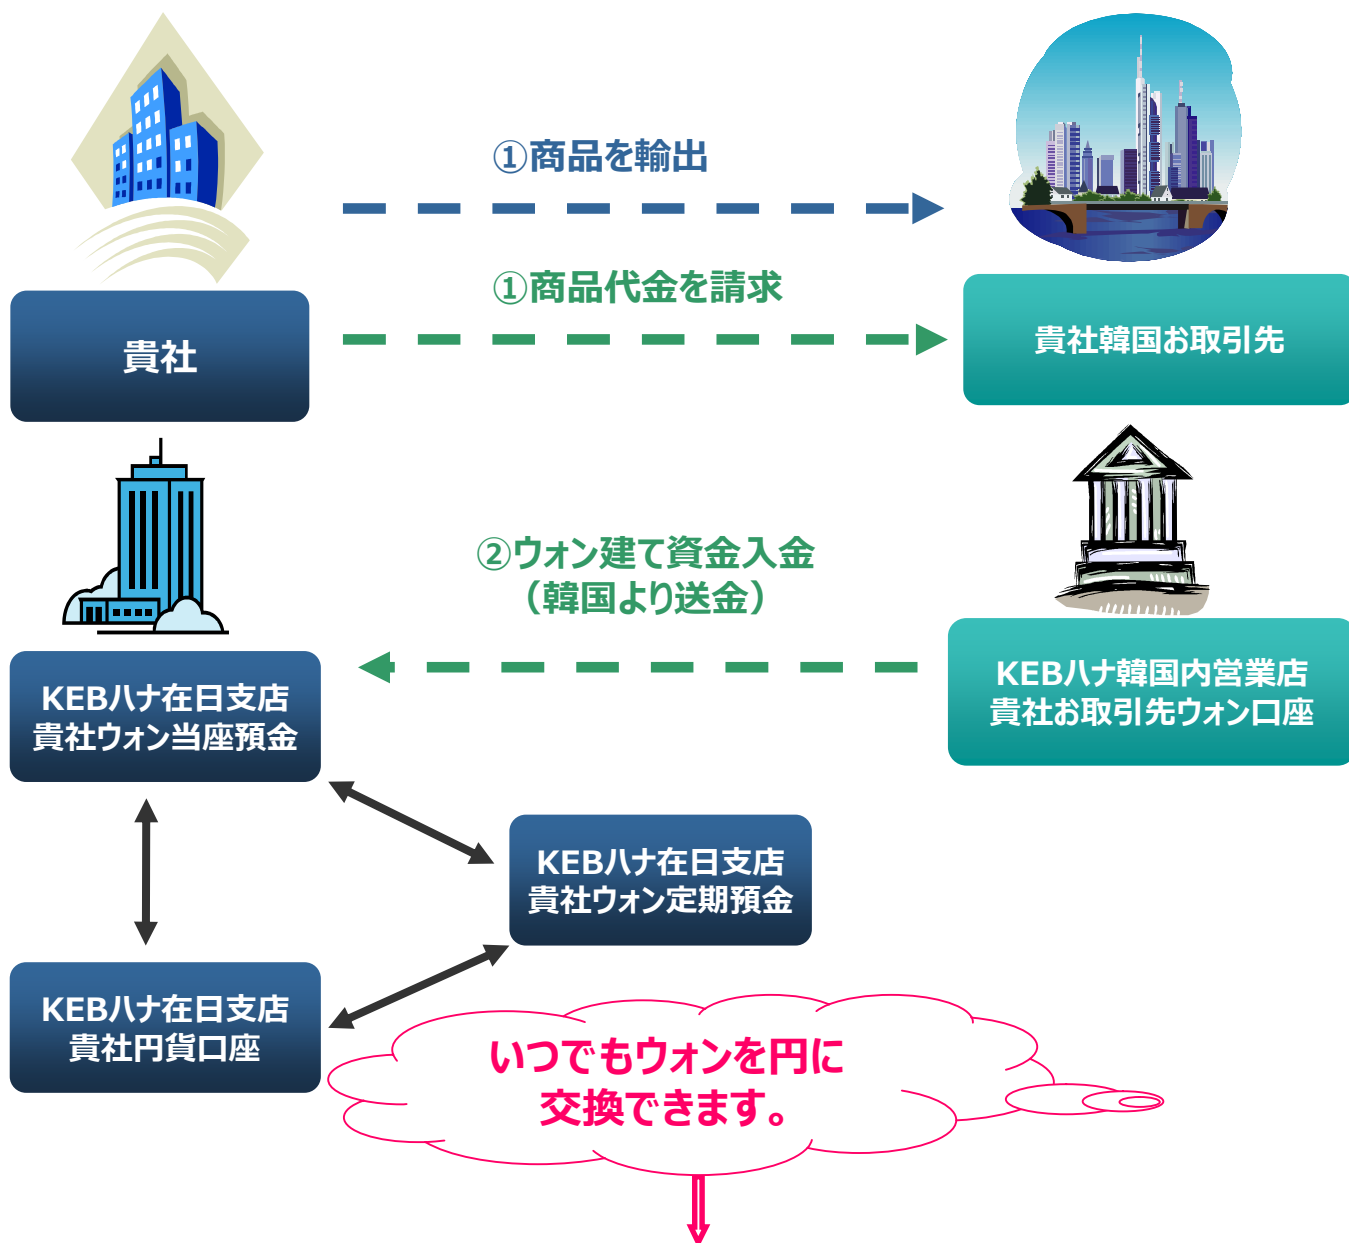 ①商品を輸出
①商品代金を請求
貴社
貴社韓国お取引先
②ウォン建て資金入金
（韓国より送金）
KEBハナ在日支店
貴社ウォン当座預金
KEBハナ韓国内営業店
貴社お取引先ウォン口座
KEBハナ在日支店
貴社ウォン定期預金
KEBハナ在日支店
貴社円貨口座
いつでもウォンを円に
交換できます。